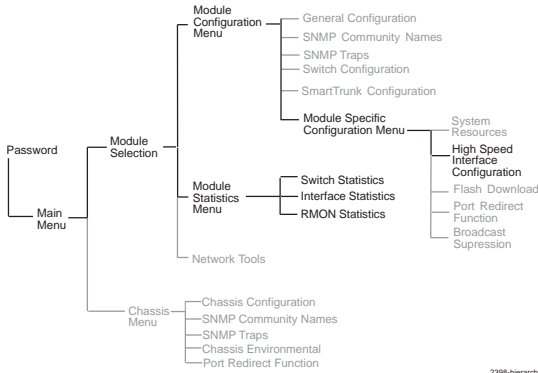 Module
Configuration
Menu
General Configuration
SNMP Community Names
SNMP Traps
Switch Configuration
SmartTrunk Configuration
Module Specific
Configuration Menu
System
Resources
High Speed
Interface
Configuration
Flash Download
Port Redirect
Function
Broadcast
Supression
Password
Main
Menu
Module
Selection
Module
Statistics
Menu
Switch Statistics
Interface Statistics
RMON Statistics
Network Tools
Chassis
Menu
Chassis Configuration
SNMP Community Names
SNMP Traps
Chassis Environmental
Port Redirect Function
2398-hierarch